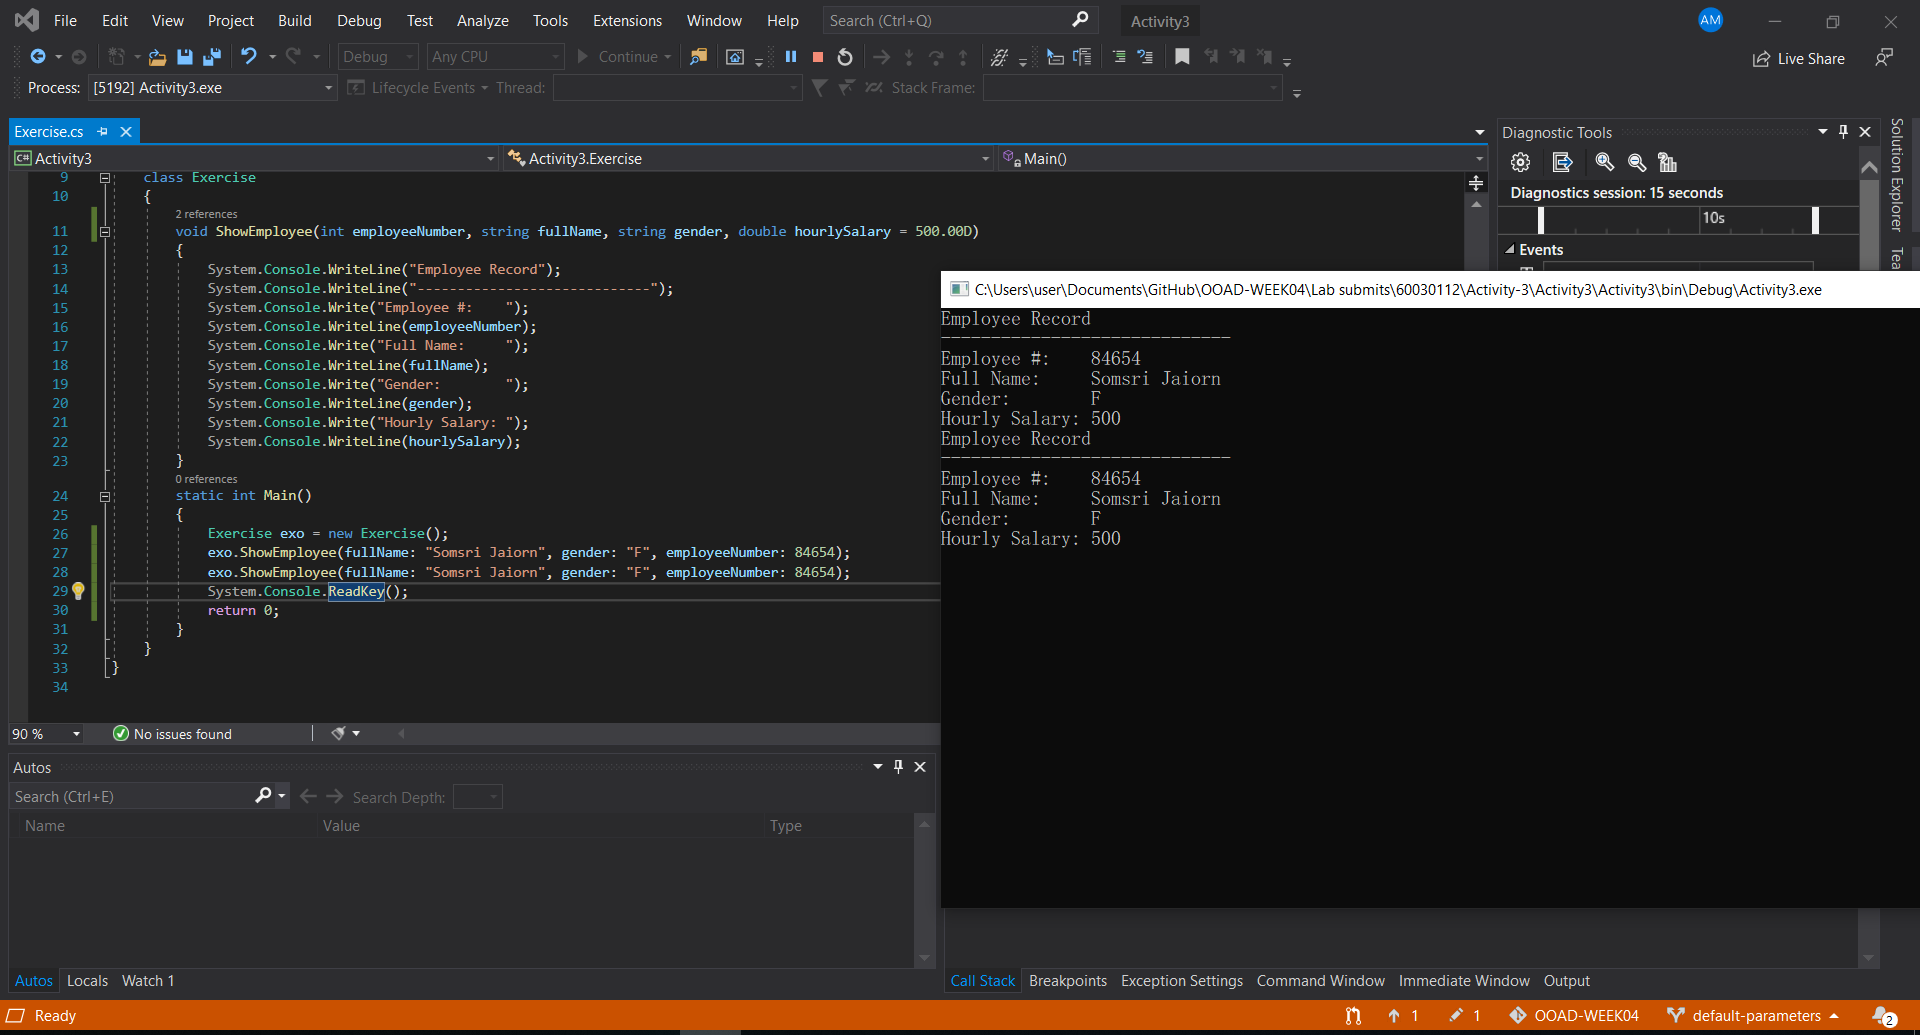 File Edit View Project Build Debug Test Analyze Tools Extensions Window Help Search (Ctrl+Q) Activity3 AM
Debug Any CPU Continue Live Share
Process: [5192] Activity3.exe Lifecycle Events Thread: Stack Frame:
Exercise.cs
C# Activity3 Activity3.Exercise Main()
9 class Exercise
10 {
2 references
11 void ShowEmployee(int employeeNumber, string fullName, string gender, double hourlySalary = 500.00D)
12 {
13 System.Console.WriteLine("Employee Record");
14 System.Console.WriteLine("-----------------------------");
15 System.Console.Write("Employee #:    ");
16 System.Console.WriteLine(employeeNumber);
17 System.Console.Write("Full Name:     ");
18 System.Console.WriteLine(fullName);
19 System.Console.Write("Gender:        ");
20 System.Console.WriteLine(gender);
21 System.Console.Write("Hourly Salary: ");
22 System.Console.WriteLine(hourlySalary);
23 }
0 references
24 static int Main()
25 {
26 Exercise exo = new Exercise();
27 exo.ShowEmployee(fullName: "Somsri Jaiorn", gender: "F", employeeNumber: 84654);
28 exo.ShowEmployee(fullName: "Somsri Jaiorn", gender: "F", employeeNumber: 84654);
29 System.Console.ReadKey();
30 return 0;
31 }
32 }
33 }
34
90 % No issues found
Diagnostic Tools
Diagnostics session: 15 seconds
10s
Events
Solution Explorer
Tea
C:\Users\user\Documents\GitHub\OOAD-WEEK04\Lab submits\60030112\Activity-3\Activity3\Activity3\bin\Debug\Activity3.exe
Employee Record
-----------------------------
Employee #:    84654
Full Name:     Somsri Jaiorn
Gender:        F
Hourly Salary: 500
Employee Record
-----------------------------
Employee #:    84654
Full Name:     Somsri Jaiorn
Gender:        F
Hourly Salary: 500
Autos
Search (Ctrl+E) Search Depth:
Name Value Type
Autos Locals Watch 1
Call Stack Breakpoints Exception Settings Command Window Immediate Window Output
Ready 1 1 OOAD-WEEK04 default-parameters 2